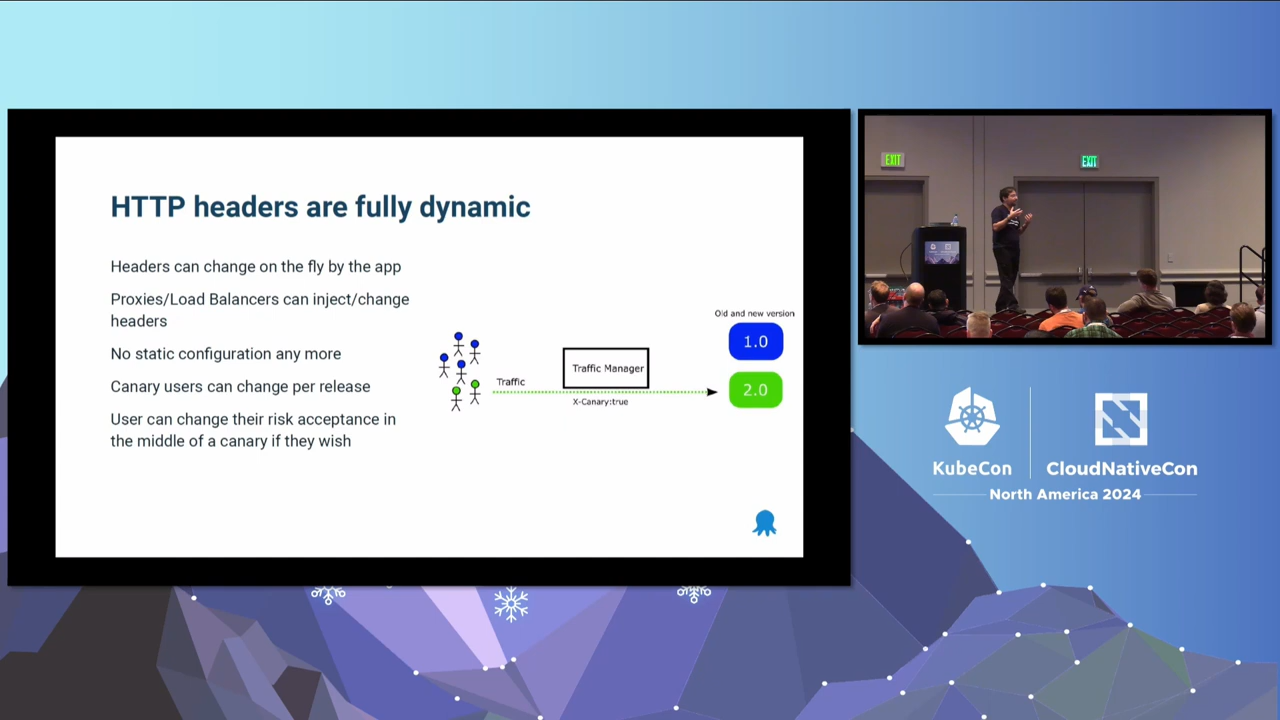 HTTP headers are fully dynamic
Headers can change on the fly by the app
Proxies/Load Balancers can inject/change
headers
No static configuration any more
Canary users can change per release
User can change their risk acceptance in
the middle of a canary if they wish
Traffic
Traffic Manager
X-Canary:true
Old and new version
1.0
2.0
EXIT
EXIT
KubeCon
CloudNativeCon
North America 2024